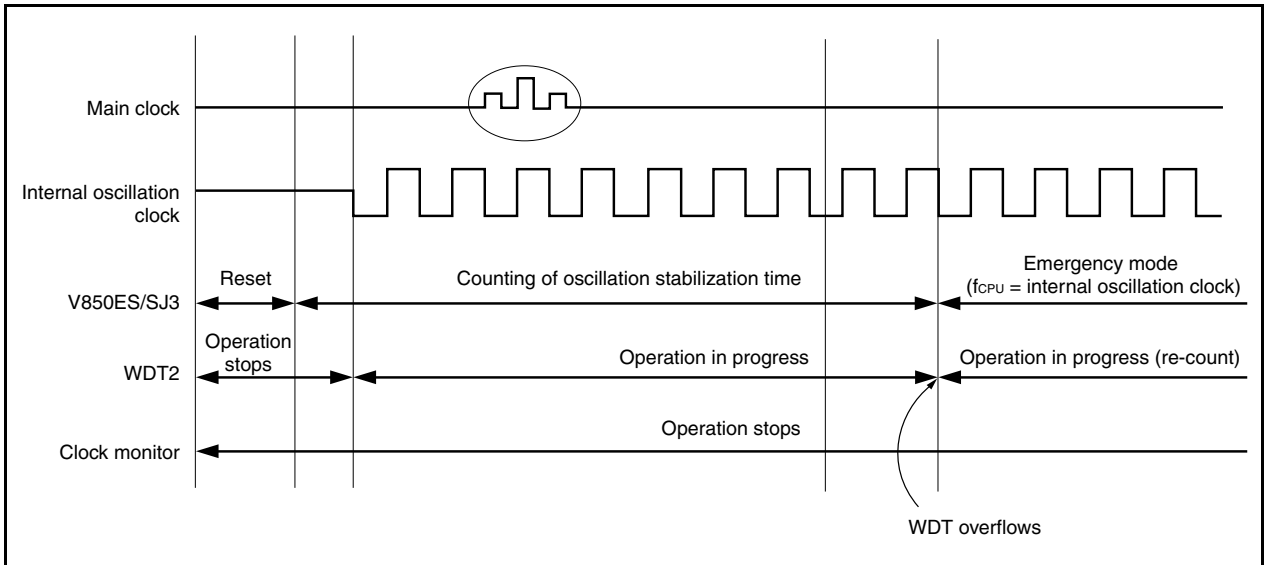 Main clock
Internal oscillation
clock
Reset
Counting of oscillation stabilization time
Emergency mode
(fCPU = internal oscillation clock)
V850ES/SJ3
Operation
stops
Operation in progress
Operation in progress (re-count)
WDT2
Operation stops
Clock monitor
WDT overflows